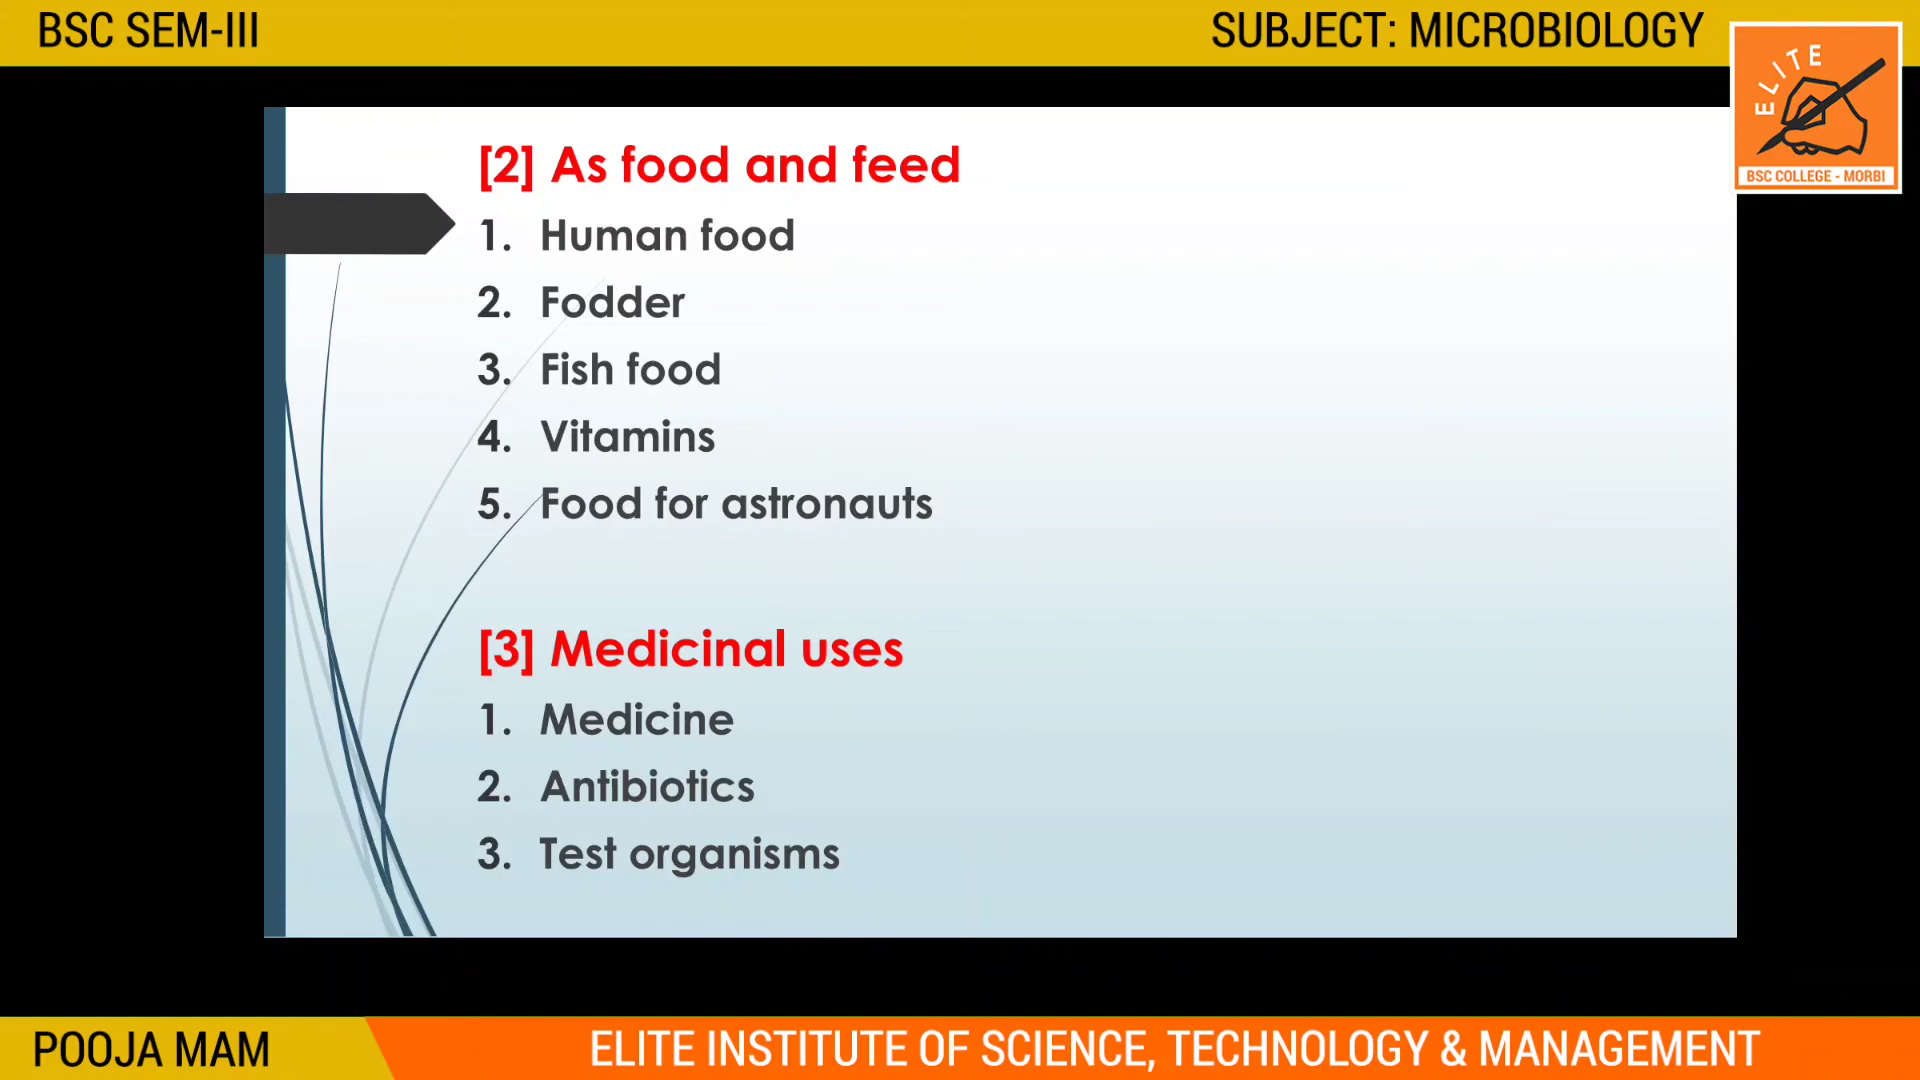 BSC SEM-III
SUBJECT: MICROBIOLOGY
ELITE
BSC COLLEGE - MORBI
[2] As food and feed
1. Human food
2. Fodder
3. Fish food
4. Vitamins
5. Food for astronauts
[3] Medicinal uses
1. Medicine
2. Antibiotics
3. Test organisms
POOJA MAM
ELITE INSTITUTE OF SCIENCE, TECHNOLOGY & MANAGEMENT